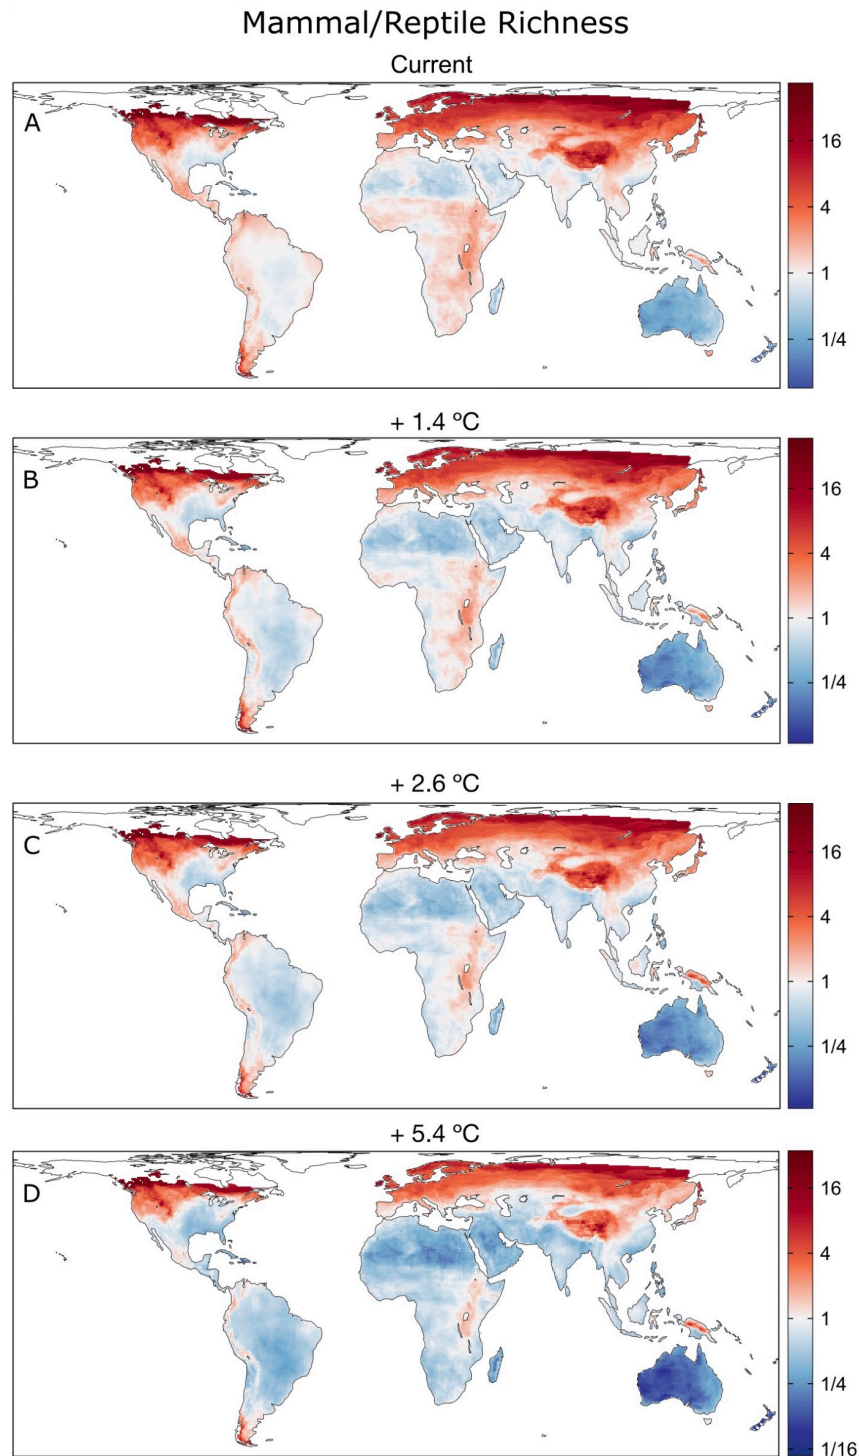 Mammal/Reptile Richness
Current
A
16
4
1
1/4
+ 1.4 ºC
B
16
4
1
1/4
+ 2.6 ºC
C
16
4
1
1/4
+ 5.4 ºC
D
16
4
1
1/4
1/16